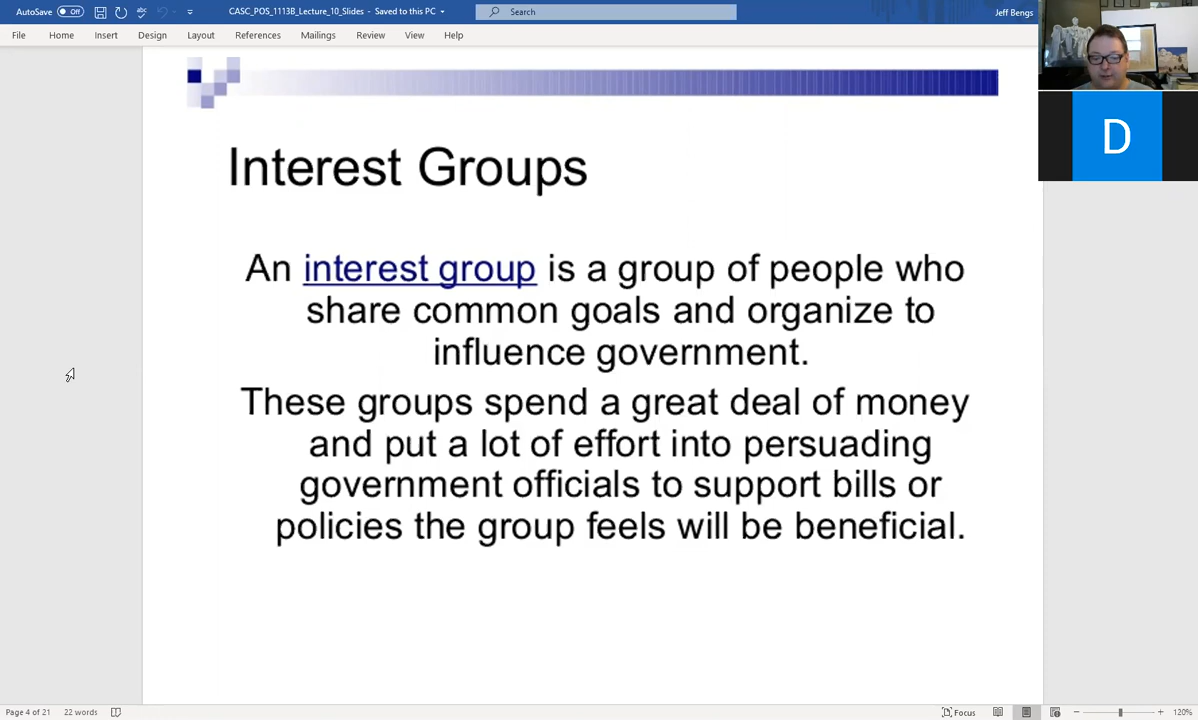 AutoSave Off
CASC_POS_1113B_Lecture_10_Slides - Saved to this PC
Search
Jeff Bengs
File Home Insert Design Layout References Mailings Review View Help
D
Interest Groups
An interest group is a group of people who
share common goals and organize to
influence government.
These groups spend a great deal of money
and put a lot of effort into persuading
government officials to support bills or
policies the group feels will be beneficial.
Page 4 of 21 22 words
Focus
120%